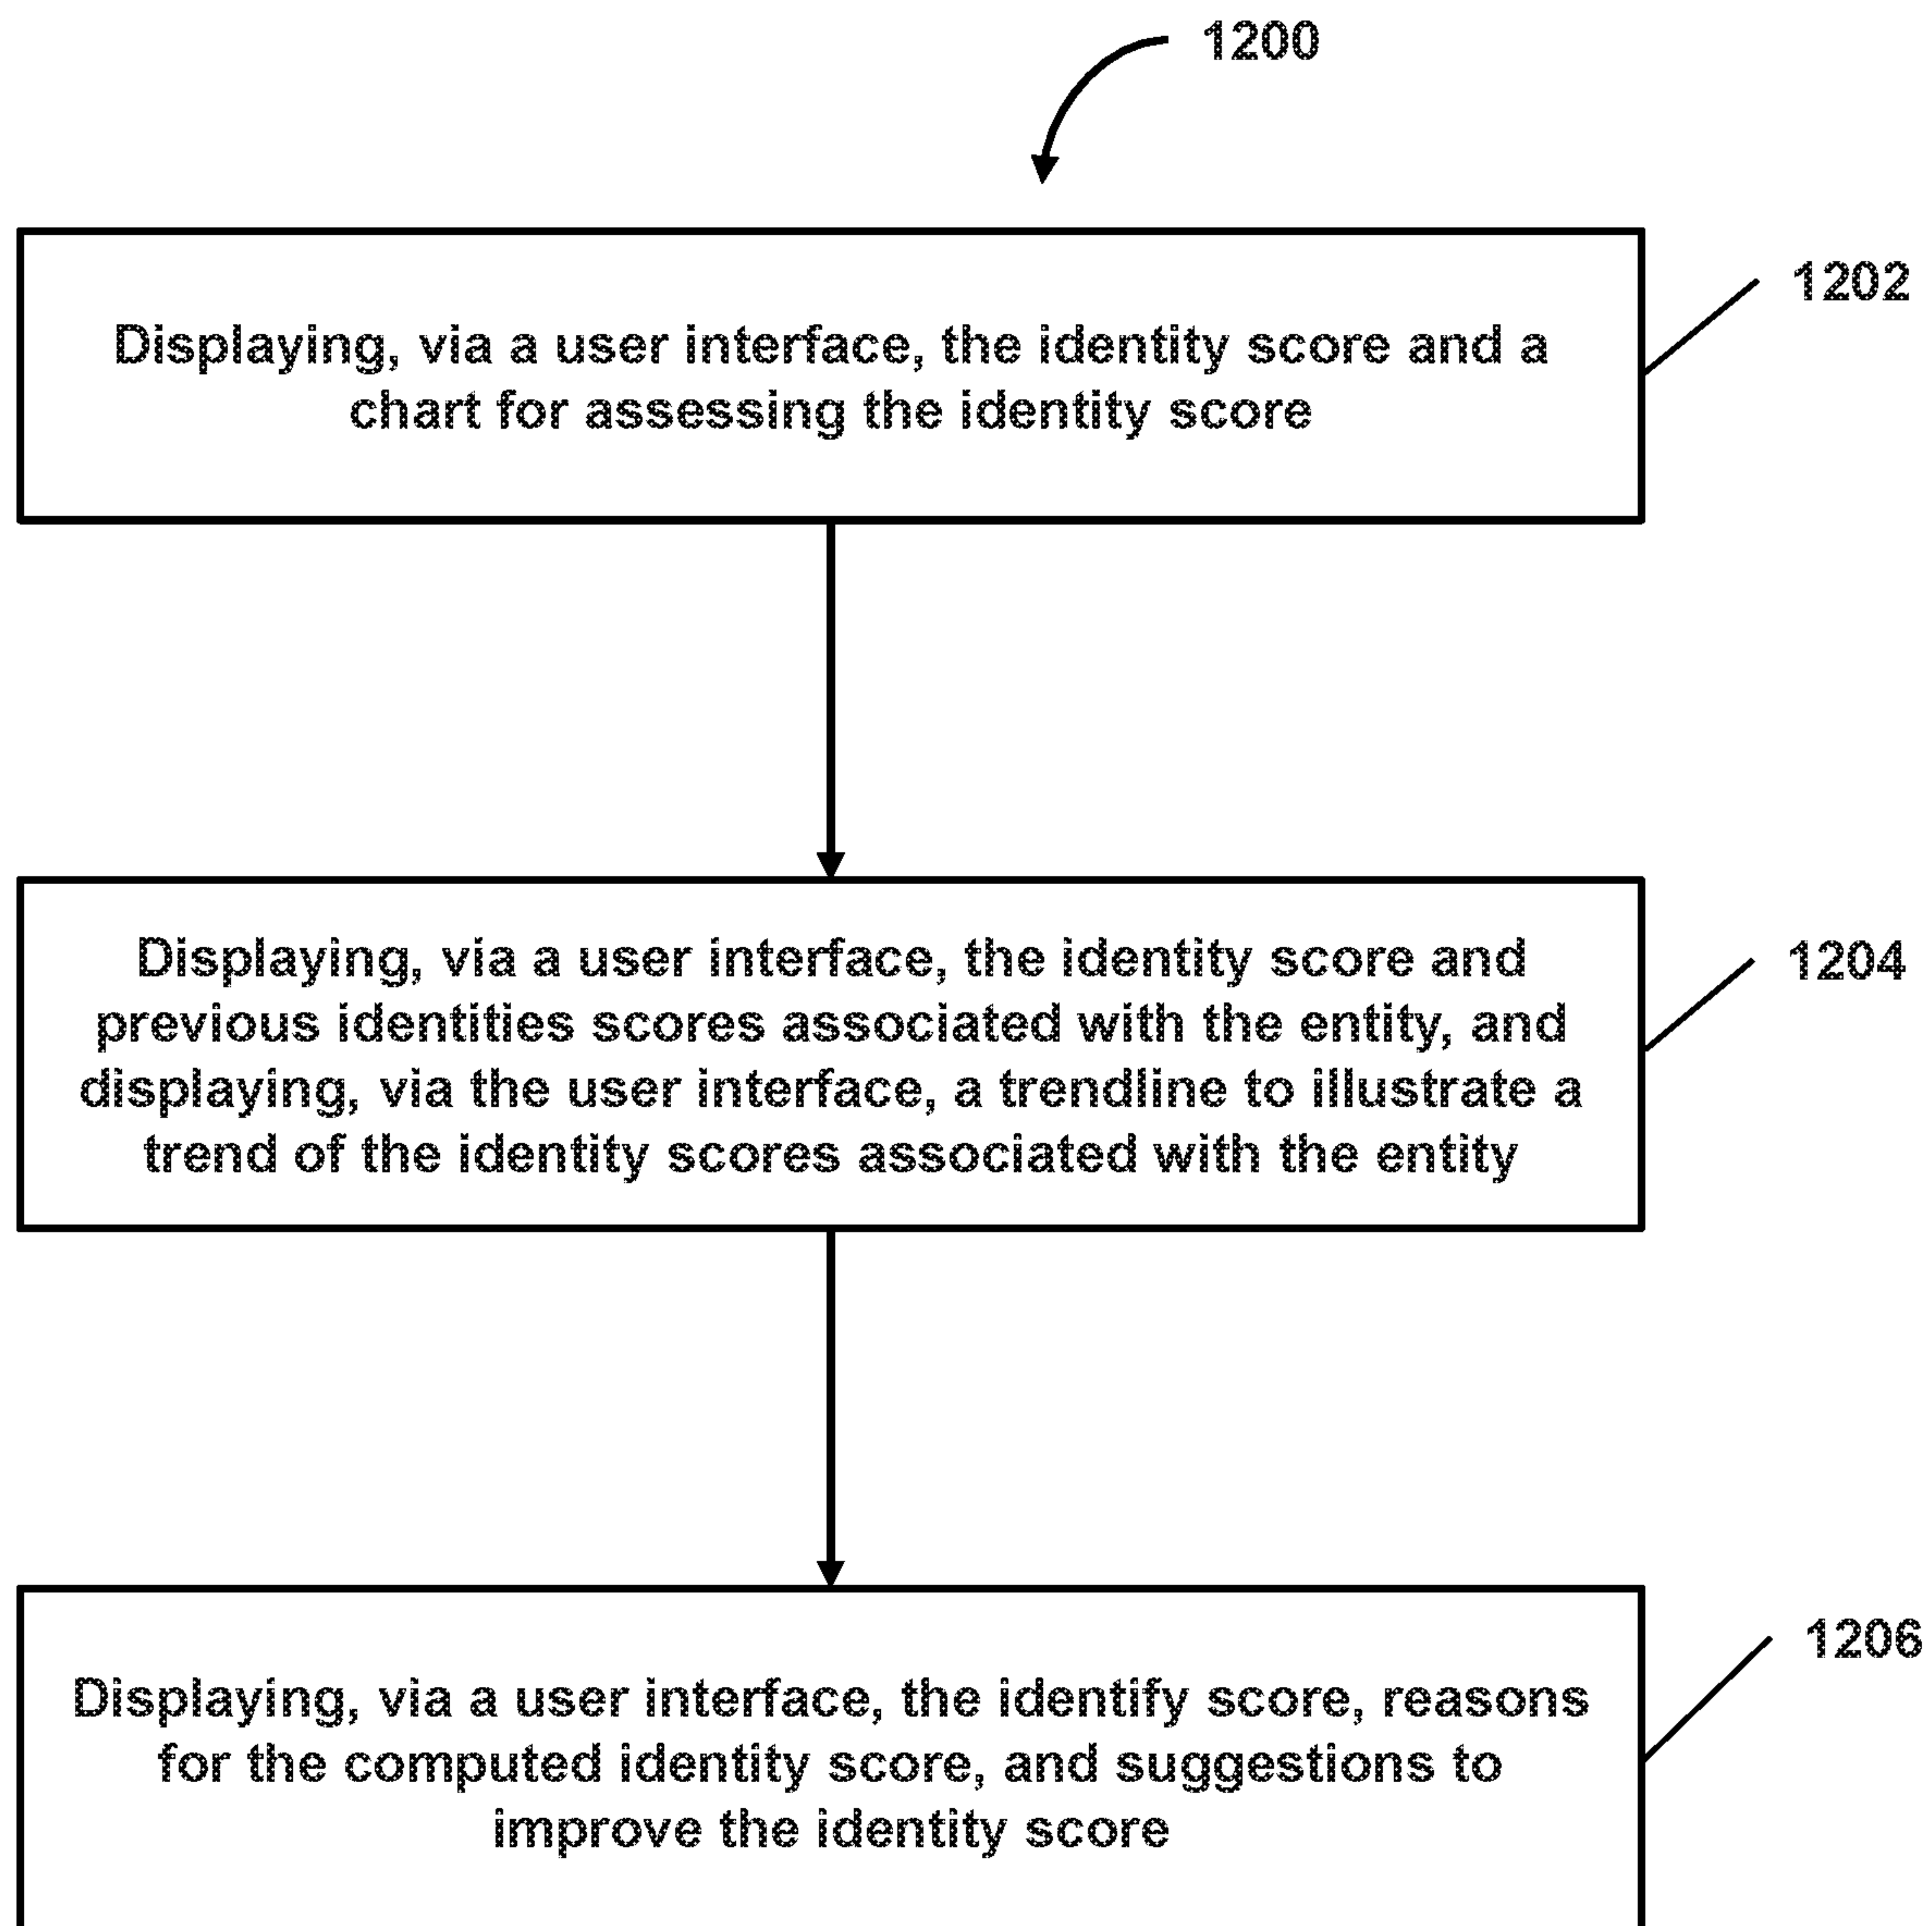 1200
1202
Displaying, via a user interface, the identity score and a
chart for assessing the identity score
1204
Displaying, via a user interface, the identity score and
previous identities scores associated with the entity, and
displaying, via the user interface, a trendline to illustrate a
trend of the identity scores associated with the entity
1206
Displaying, via a user interface, the identify score, reasons
for the computed identity score, and suggestions to
improve the identity score